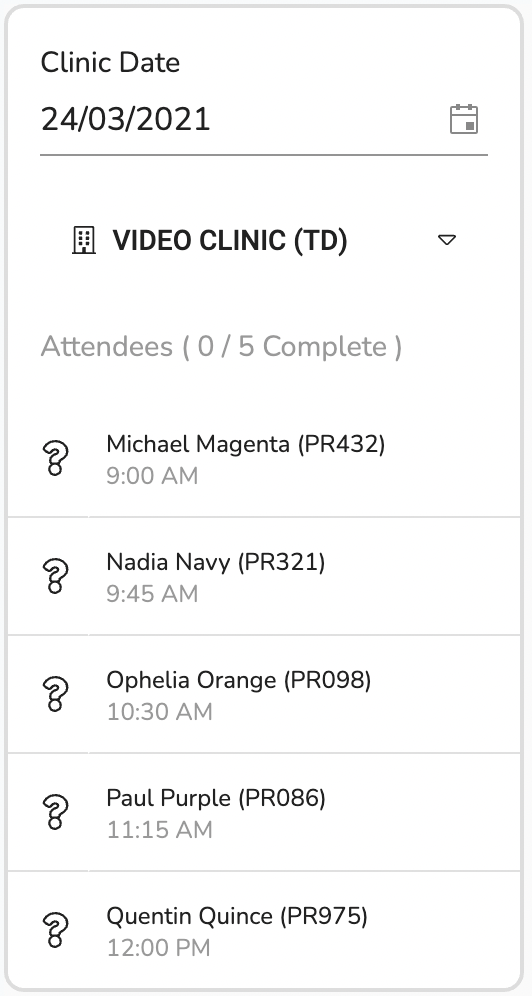 Clinic Date
24/03/2021
VIDEO CLINIC (TD)
Attendees ( 0 / 5 Complete )
Michael Magenta (PR432)
9:00 AM
Nadia Navy (PR321)
9:45 AM
Ophelia Orange (PR098)
10:30 AM
Paul Purple (PR086)
11:15 AM
Quentin Quince (PR975)
12:00 PM